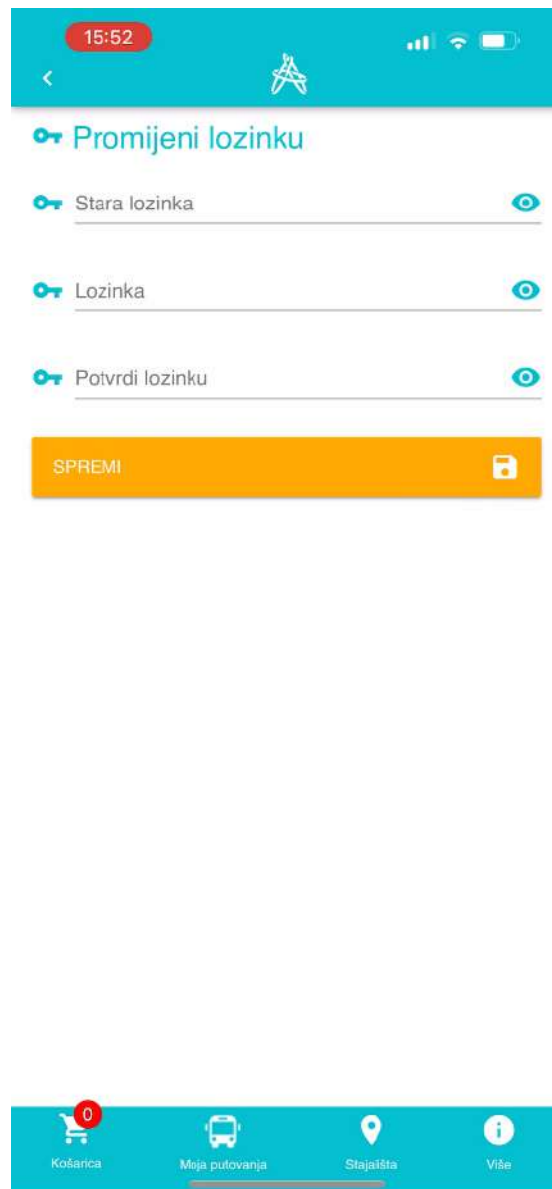 15:52
Promijeni lozinku
Stara lozinka
Lozinka
Potvrdi lozinku
SPREMI
0
Košarica
Moja putovanja
Stajališta
Više